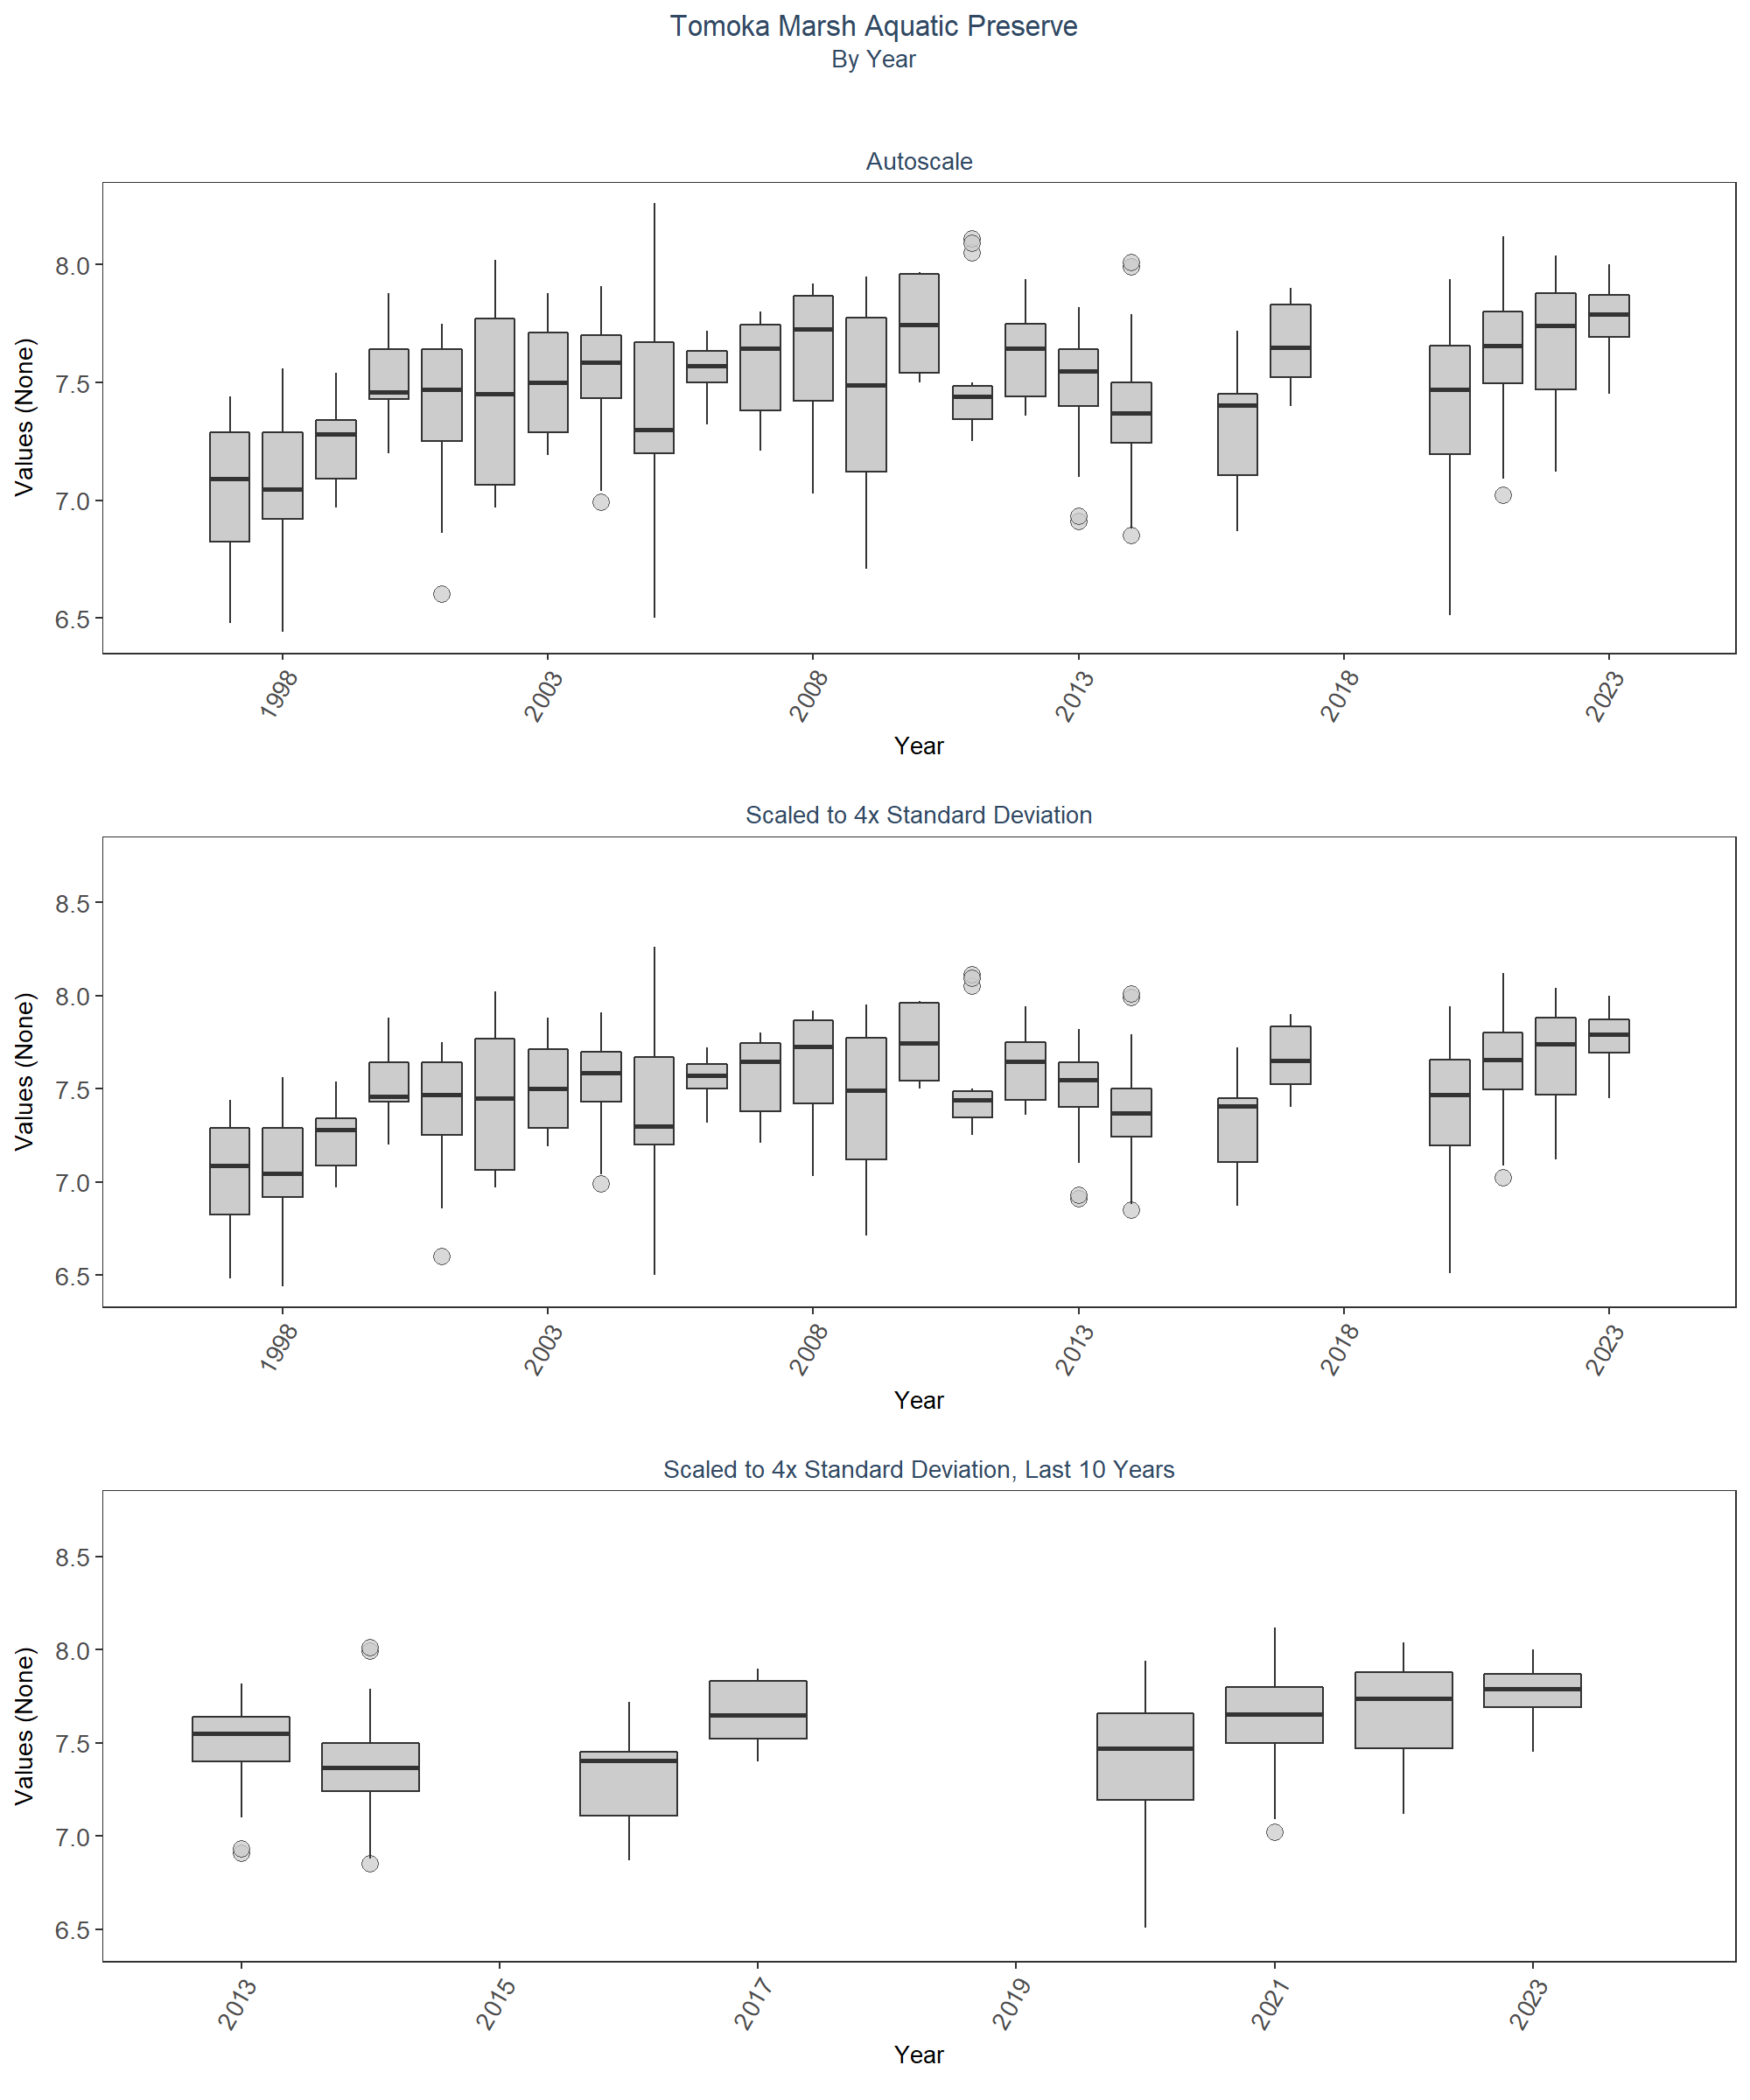 Tomoka Marsh Aquatic Preserve
By Year
Autoscale
Values (None)
8.0
7.5
7.0
6.5
1998 2003 2008 2013 2018 2023
Year
Scaled to 4x Standard Deviation
Values (None)
8.5
8.0
7.5
7.0
6.5
1998 2003 2008 2013 2018 2023
Year
Scaled to 4x Standard Deviation, Last 10 Years
Values (None)
8.5
8.0
7.5
7.0
6.5
2013 2015 2017 2019 2021 2023
Year